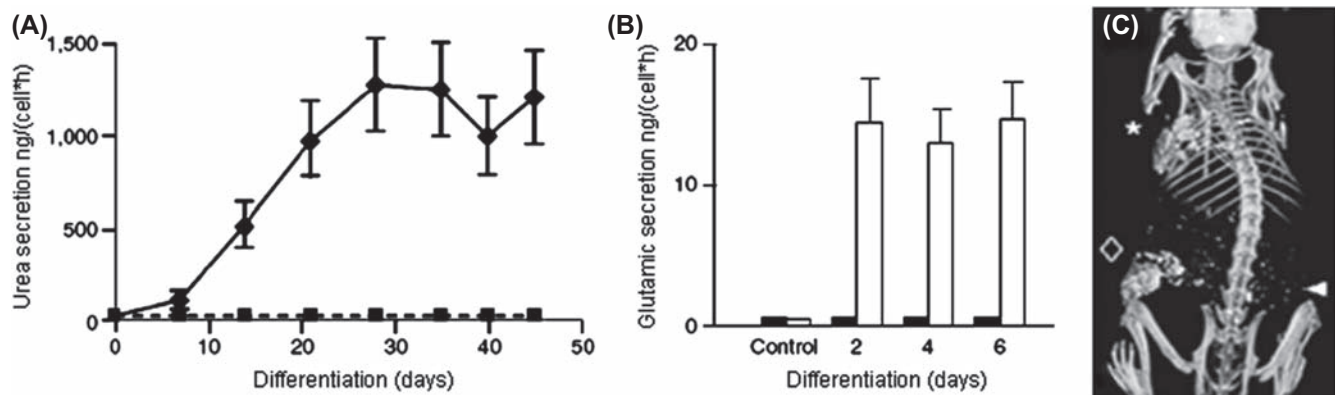 (A)
Urea secretion ng/(cell*h)
1,500
1,000
500
0
0 10 20 30 40 50
Differentiation (days)
(B)
Glutamic secretion ng/(cell*h)
20
10
0
Control 2 4 6
Differentiation (days)
(C)